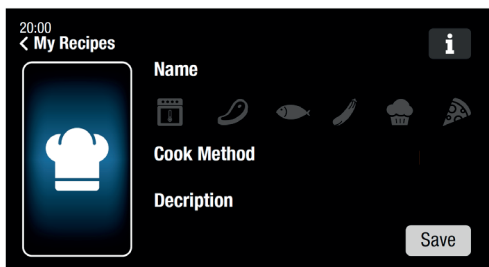 20:00
< My Recipes
i
Name
Cook Method
Decription
Save